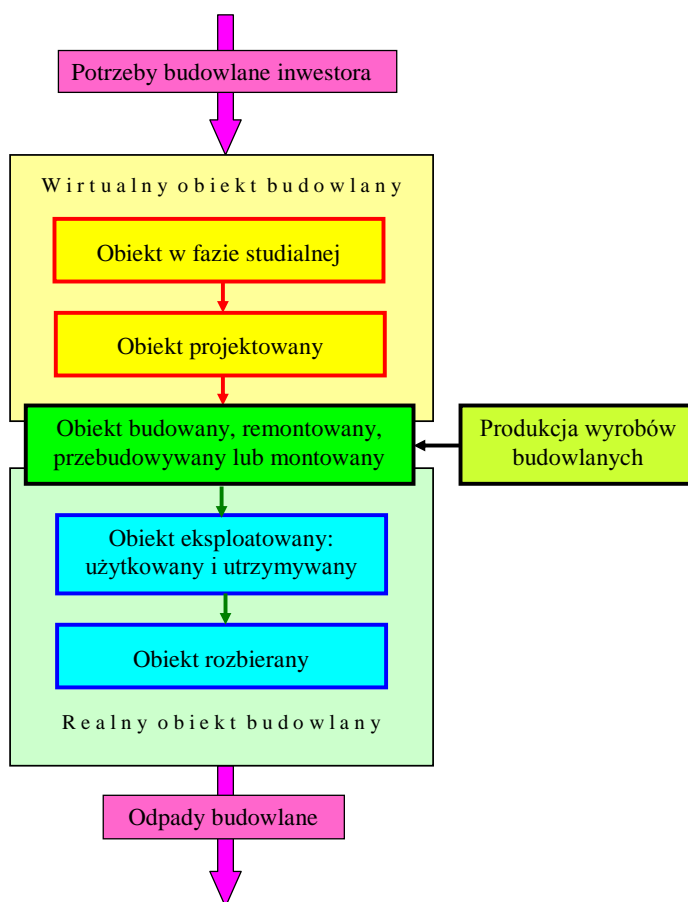 Potrzeby budowlane inwestora
Wirtualny obiekt budowlany
Obiekt w fazie studialnej
Obiekt projektowany
Obiekt budowany, remontowany,
przebudowywany lub montowany
Produkcja wyrobów
budowlanych
Obiekt eksploatowany:
użytkowany i utrzymywany
Obiekt rozbierany
Realny obiekt budowlany
Odpady budowlane